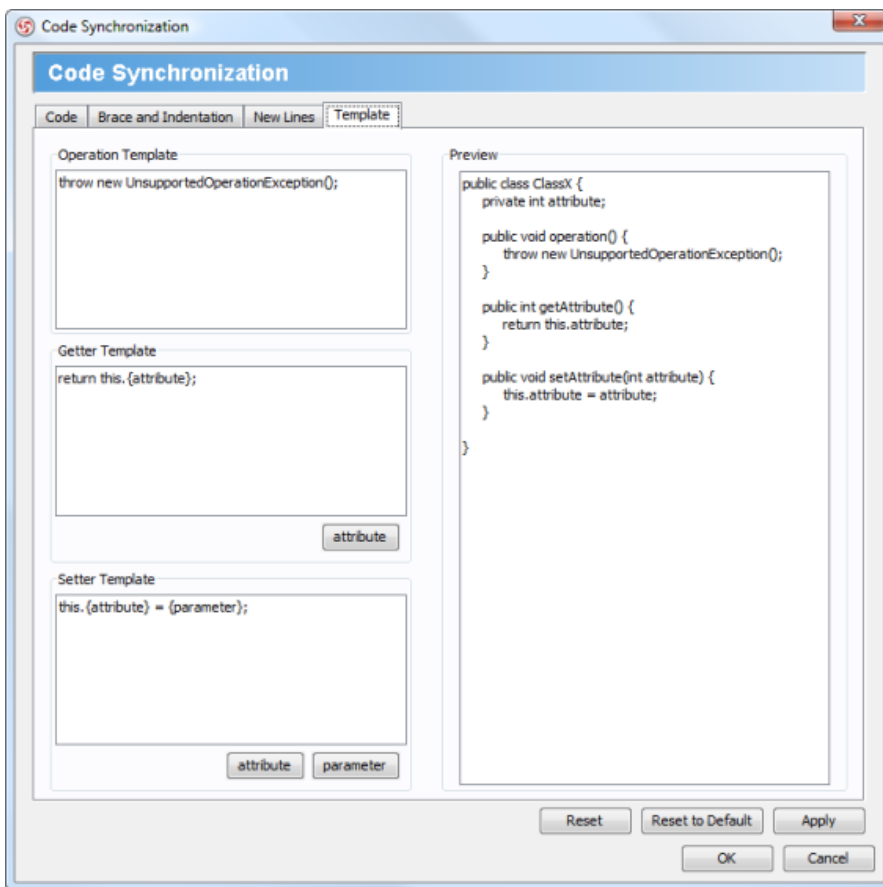 Code Synchronization
Code Synchronization
Code
Brace and Indentation
New Lines
Template
Operation Template
throw new UnsupportedOperationException();
Getter Template
return this.{attribute};
attribute
Setter Template
this.{attribute} = {parameter};
attribute
parameter
Preview
public class ClassX {
private int attribute;
public void operation() {
throw new UnsupportedOperationException();
}
public int getAttribute() {
return this.attribute;
}
public void setAttribute(int attribute) {
this.attribute = attribute;
}
}
Reset
Reset to Default
Apply
OK
Cancel